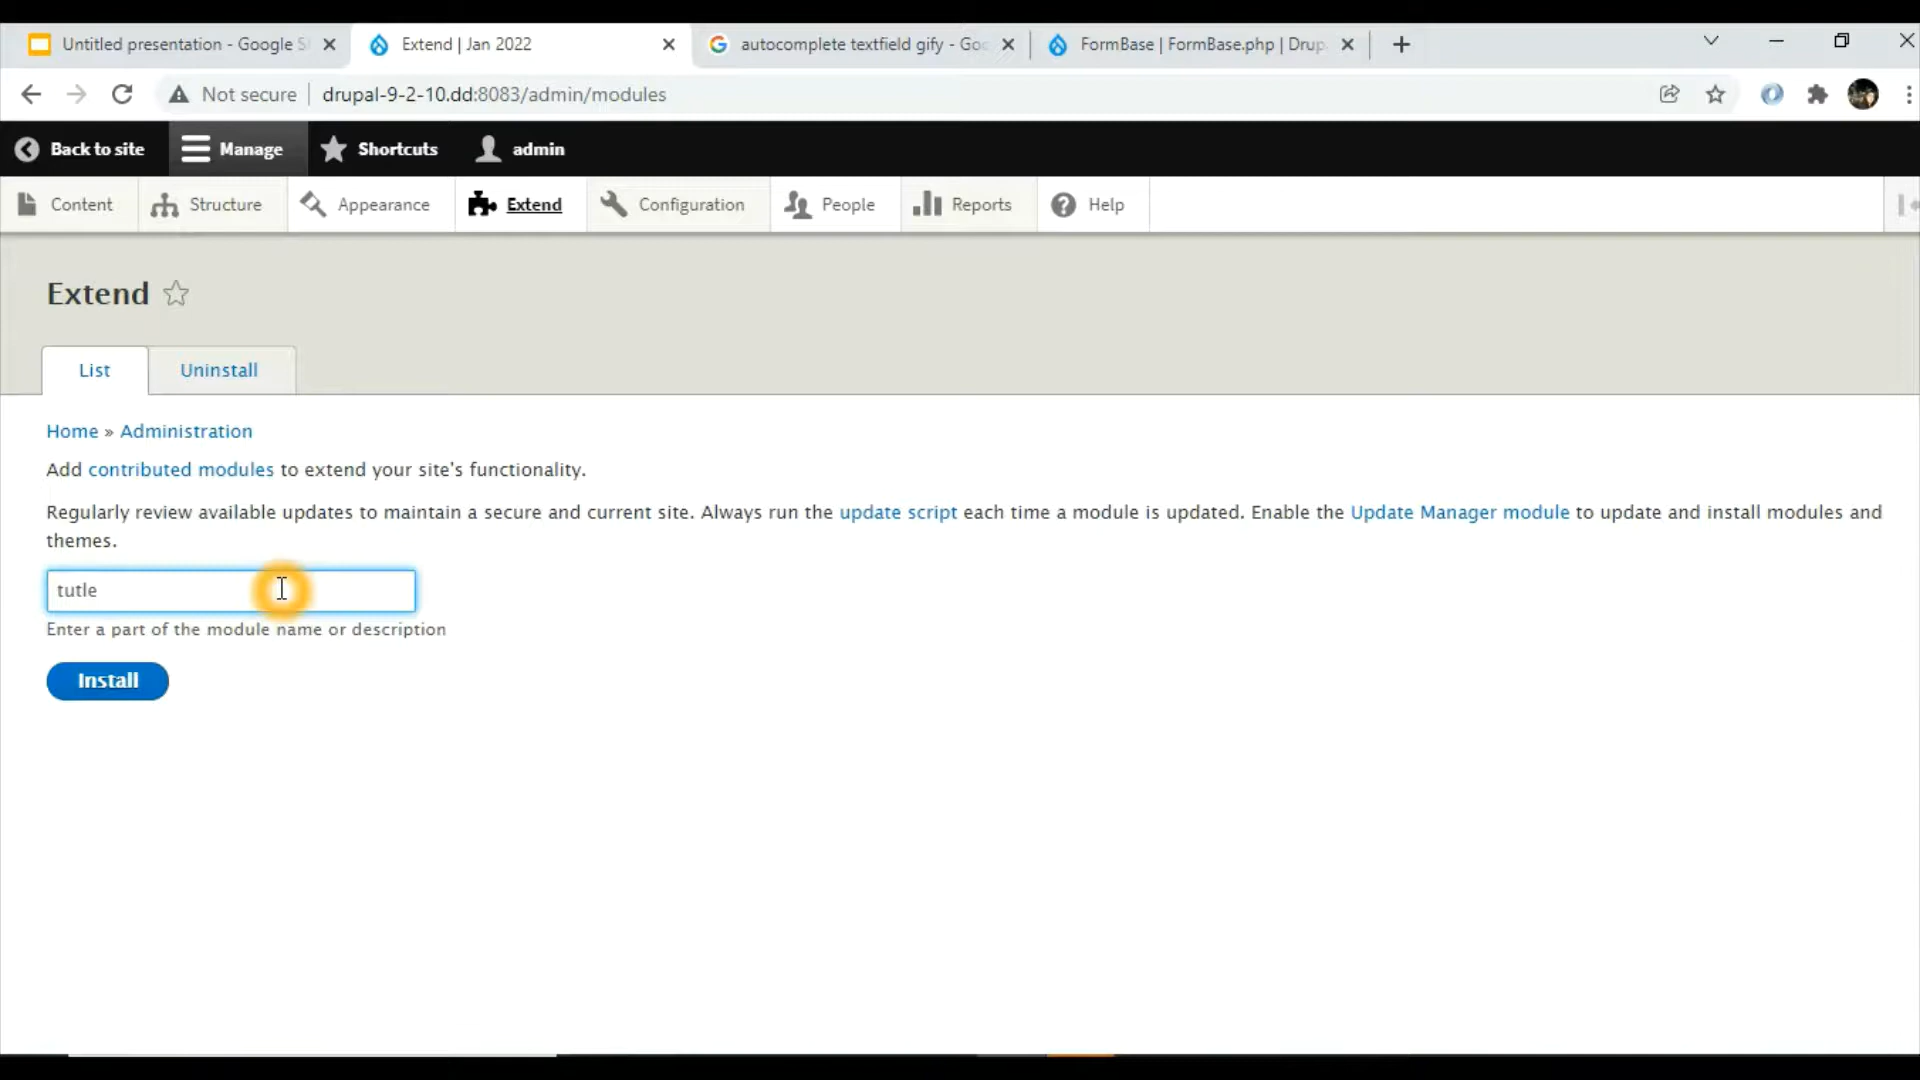 Untitled presentation - Google S
Extend | Jan 2022
autocomplete textfield gify - Goo
FormBase | FormBase.php | Drup
Not secure
drupal-9-2-10.dd:8083/admin/modules
Back to site
Manage
Shortcuts
admin
Content
Structure
Appearance
Extend
Configuration
People
Reports
Help
Extend
List
Uninstall
Home » Administration
Add contributed modules to extend your site's functionality.
Regularly review available updates to maintain a secure and current site. Always run the update script each time a module is updated. Enable the Update Manager module to update and install modules and
themes.
tutle
Enter a part of the module name or description
Install